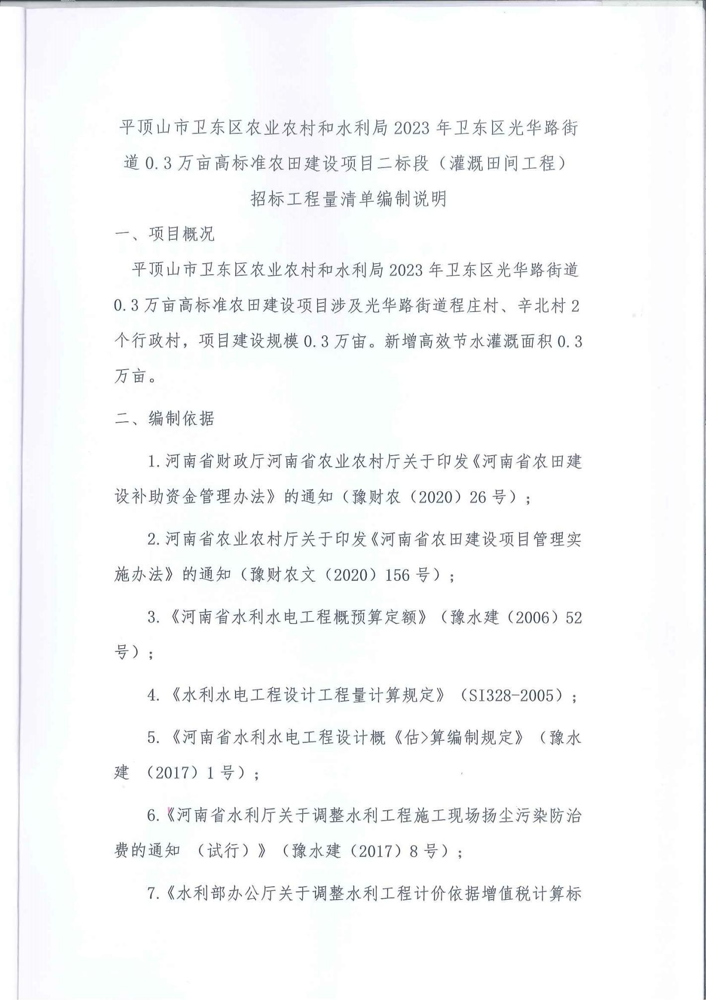 平顶山市卫东区农业农村和水利局 2023 年卫东区光华路街
道 0.3 万亩高标准农田建设项目二标段（灌溉田间工程）
招标工程量清单编制说明
一、项目概况
平顶山市卫东区农业农村和水利局 2023 年卫东区光华路街道
0.3 万亩高标准农田建设项目涉及光华路街道程庄村、辛北村 2
个行政村，项目建设规模 0.3 万亩。新增高效节水灌溉面积 0.3
万亩。
二、编制依据
1.河南省财政厅河南省农业农村厅关于印发《河南省农田建
设补助资金管理办法》的通知（豫财农（2020）26 号）；
2.河南省农业农村厅关于印发《河南省农田建设项目管理实
施办法》的通知（豫财农文（2020）156 号）；
3.《河南省水利水电工程概预算定额》（豫水建（2006）52
号）；
4.《水利水电工程设计工程量计算规定》（SI328-2005）；
5.《河南省水利水电工程设计概《估>算编制规定》（豫水
建 （2017）1 号）；
6.《河南省水利厅关于调整水利工程施工现场扬尘污染防治
费的通知 （试行）》（豫水建（2017）8 号）；
7.《水利部办公厅关于调整水利工程计价依据增值税计算标